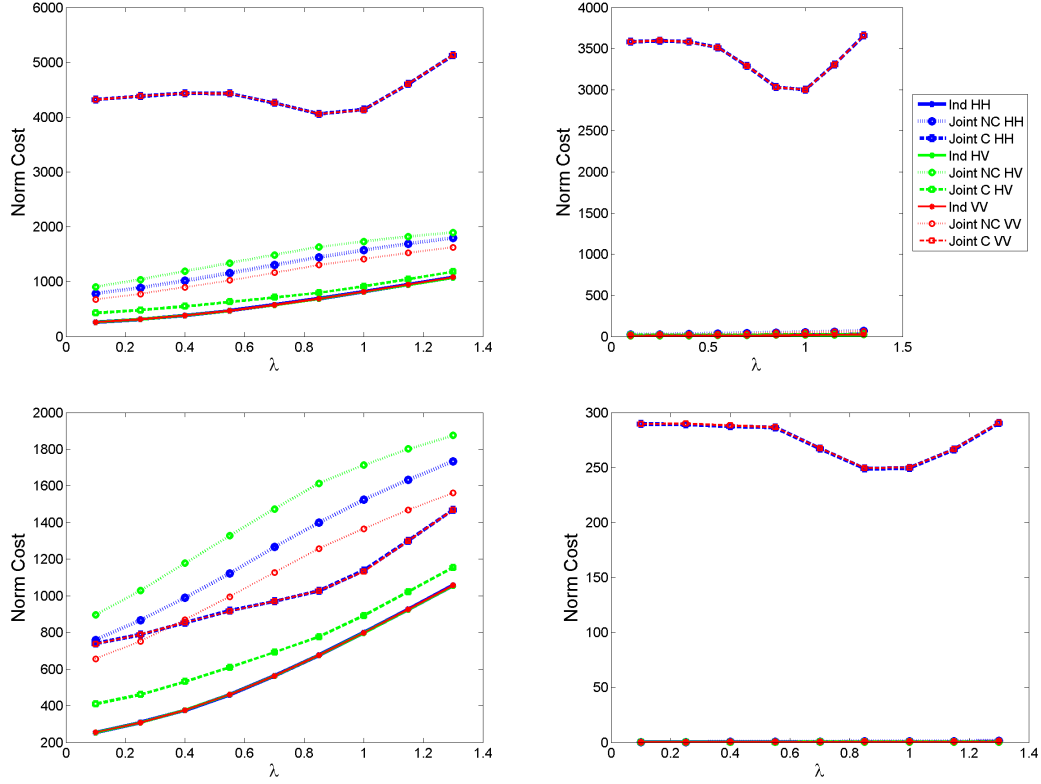 6000
5000
4000
3000
2000
1000
0
Norm Cost
0 0.2 0.4 0.6 0.8 1 1.2 1.4
λ
4000
3500
3000
2500
2000
1500
1000
500
0
Norm Cost
0 0.5 1 1.5
λ
Ind HH
Joint NC HH
Joint C HH
Ind HV
Joint NC HV
Joint C HV
Ind VV
Joint NC VV
Joint C VV
2000
1800
1600
1400
1200
1000
800
600
400
200
Norm Cost
0 0.2 0.4 0.6 0.8 1 1.2 1.4
λ
300
250
200
150
100
50
0
Norm Cost
0 0.2 0.4 0.6 0.8 1 1.2 1.4
λ